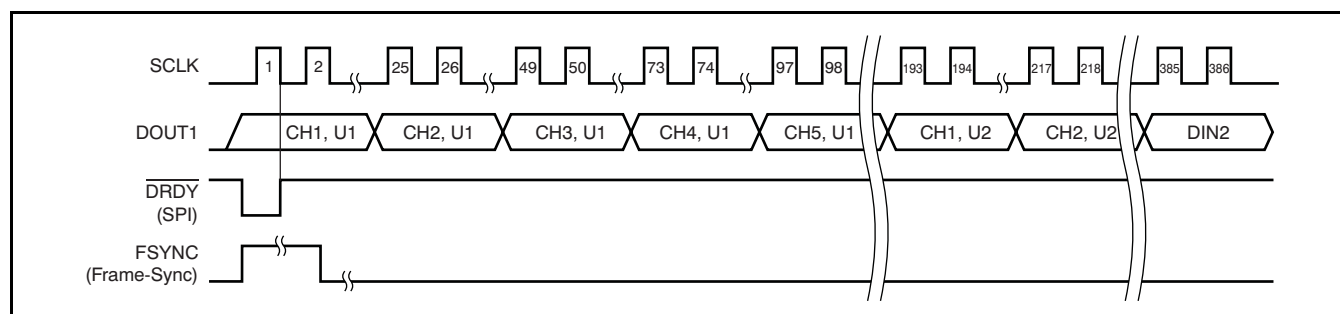 SCLK 1 2 25 26 49 50 73 74 97 98 193 194 217 218 385 386
DOUT1 CH1, U1 CH2, U1 CH3, U1 CH4, U1 CH5, U1 CH1, U2 CH2, U2 DIN2
DRDY
(SPI)
FSYNC
(Frame-Sync)